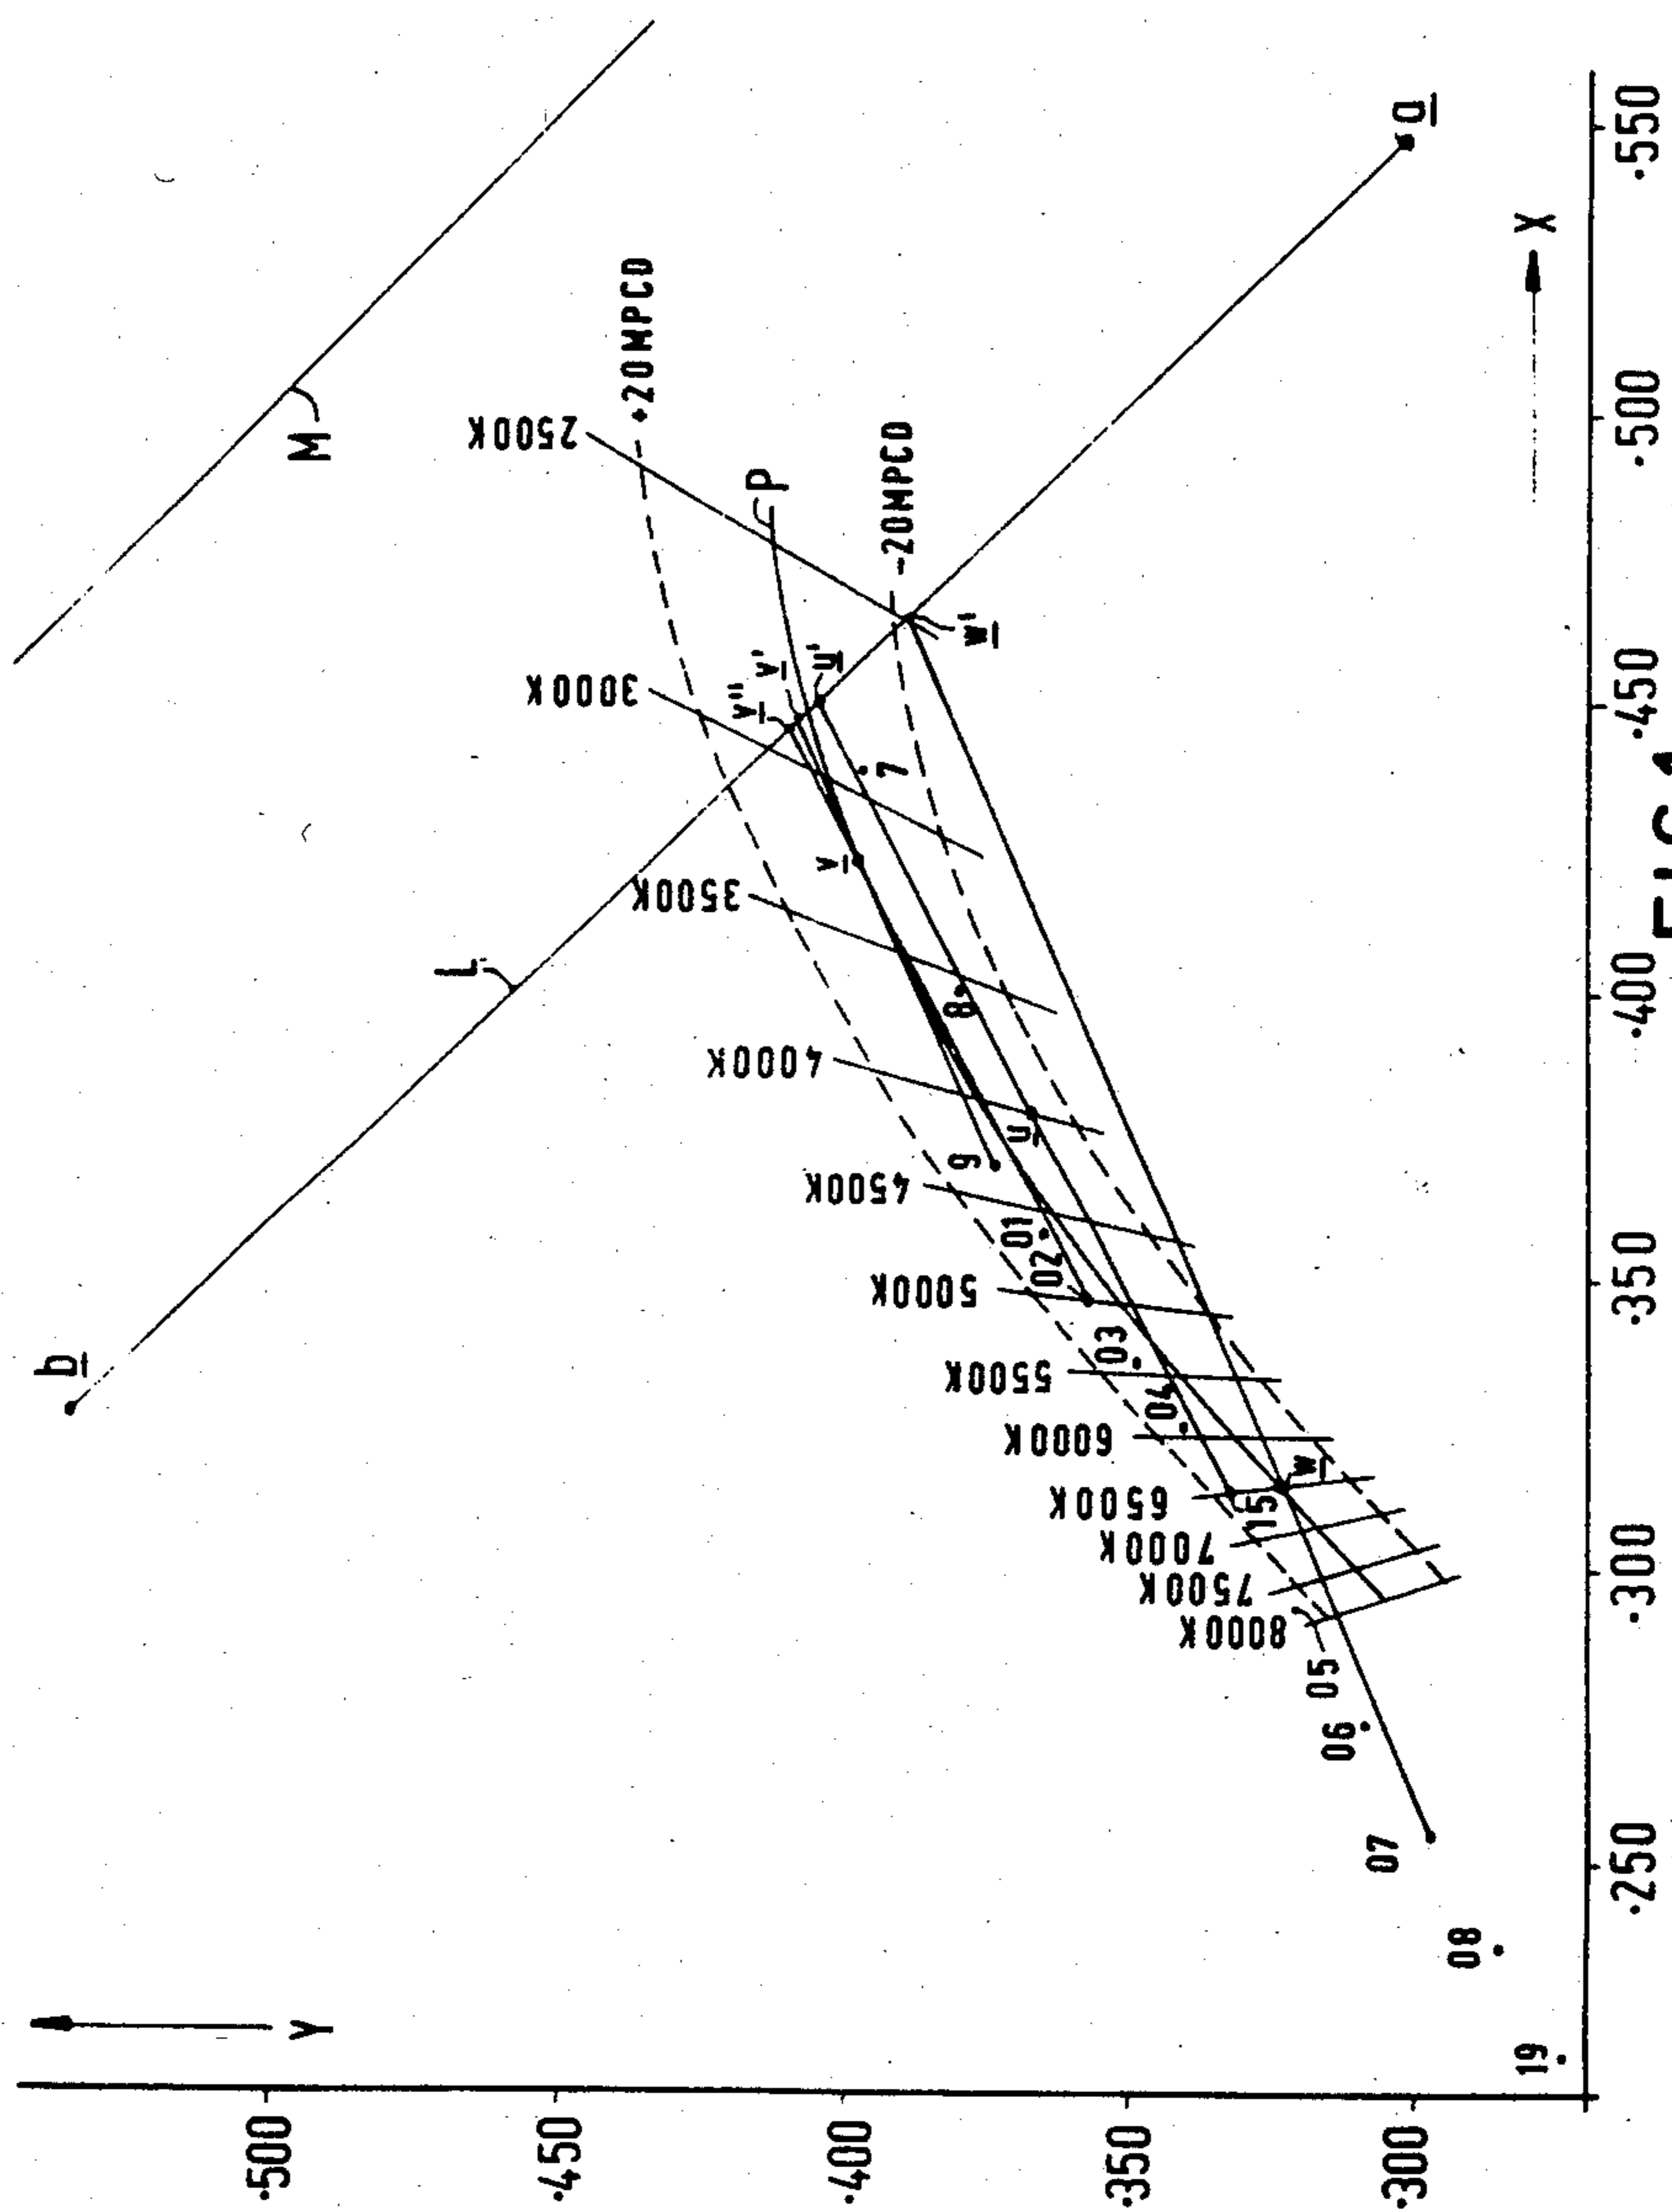 Y
.500
.450
.400
.350
.300
b
L
M
+20MPCD
2500K
P
-20MPCD
3000K
v"
v'
u'
w'
7
v
3500K
8
4000K
u
9
4500K
01
02
5000K
03
5500K
04
6000K
w
6500K
15
7000K
7500K
8000K
05
06
07
08
19
a
X
.250
.300
.350
.400
.450
.500
.550